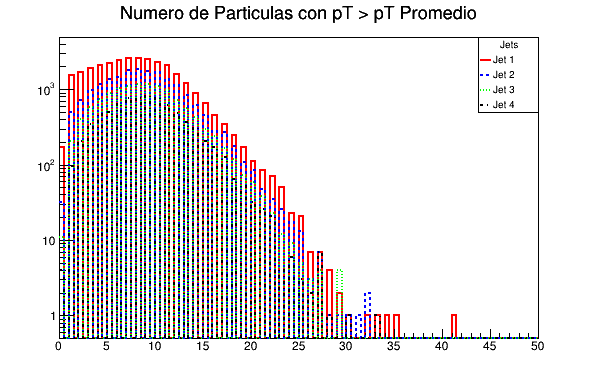 Numero de Particulas con pT > pT Promedio
Jets
Jet 1
Jet 2
Jet 3
Jet 4
10³
10²
10
1
0 5 10 15 20 25 30 35 40 45 50